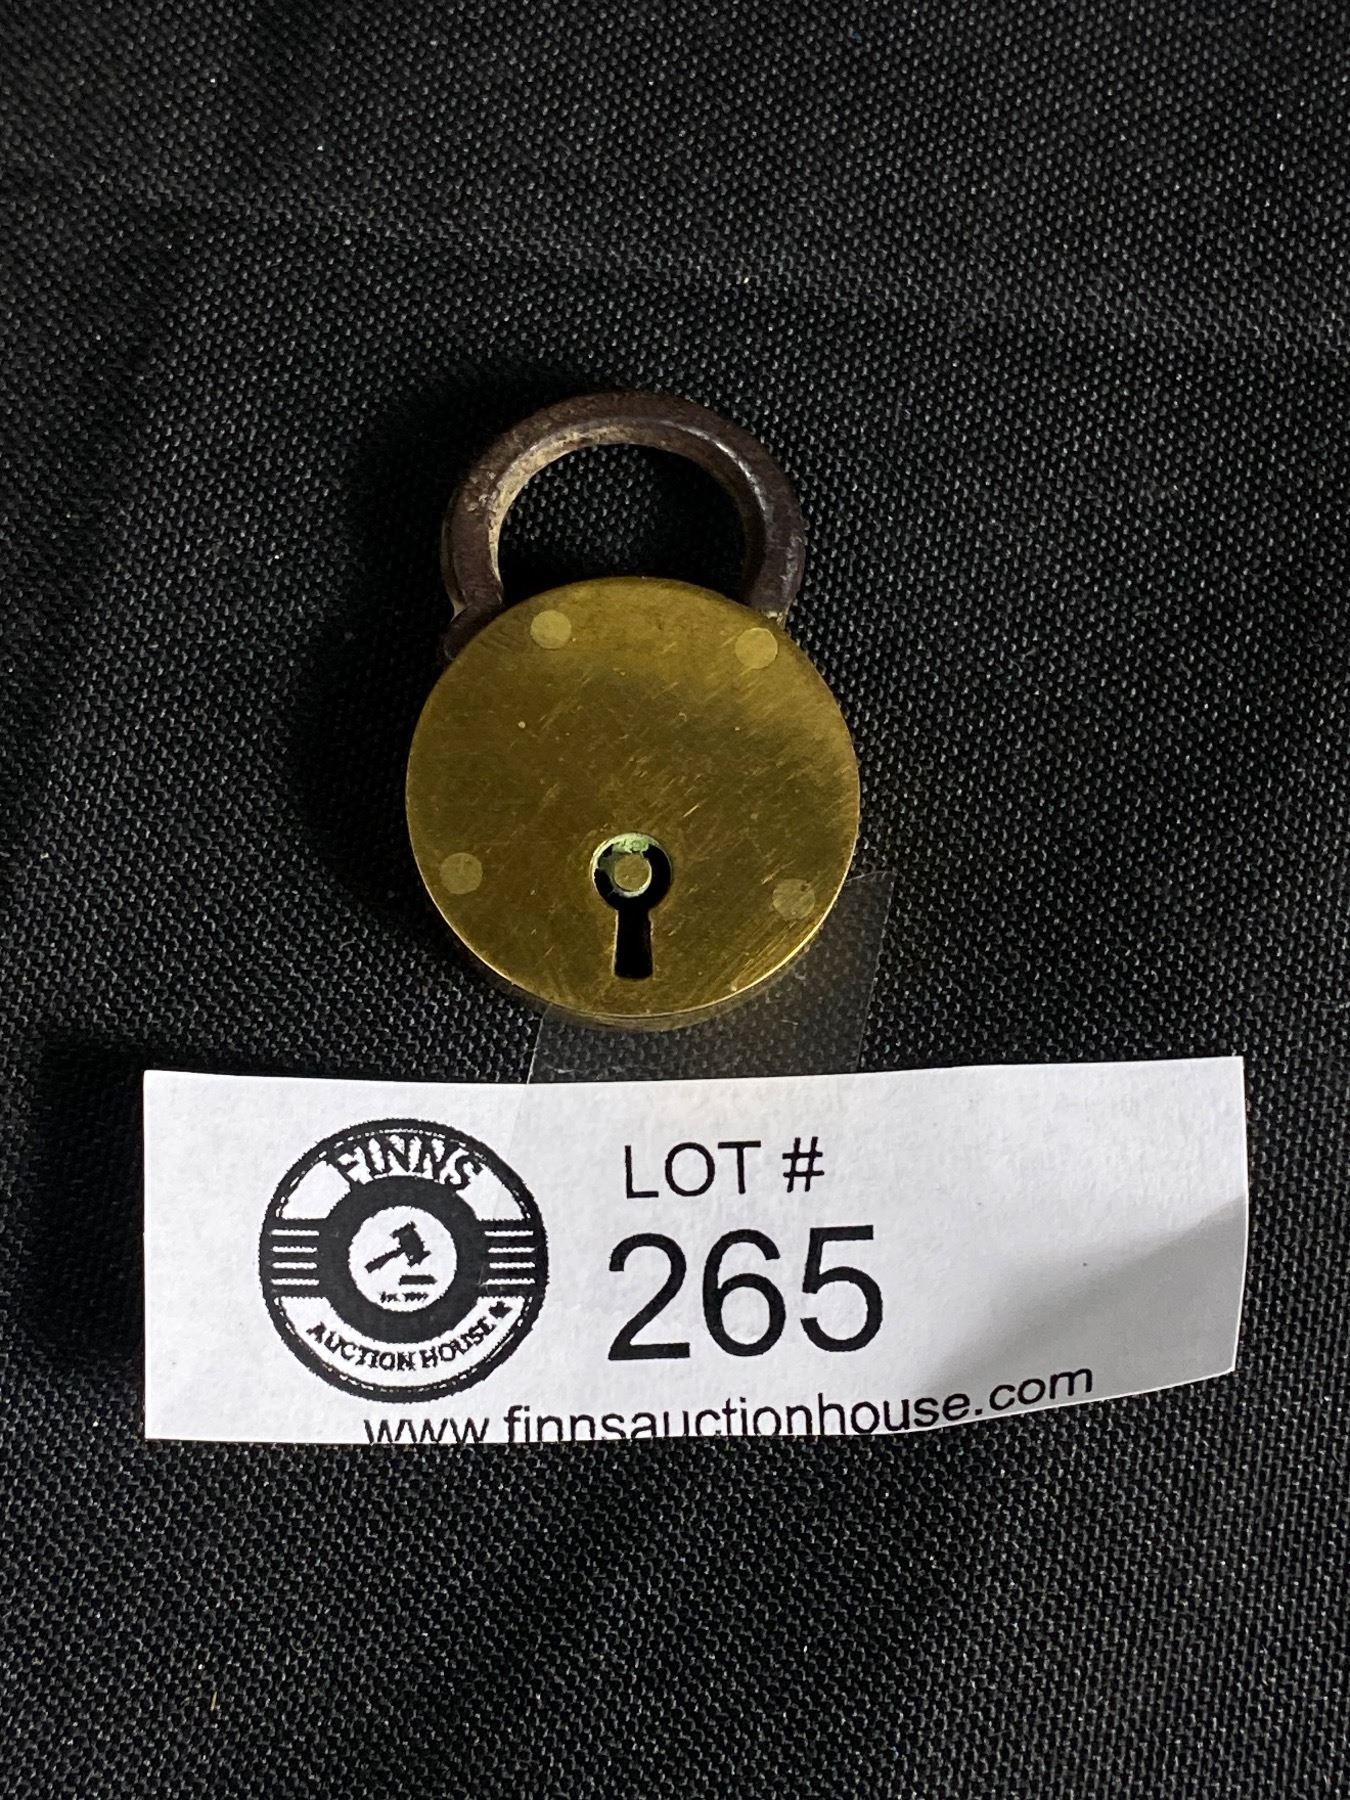 FINNS
AUCTION HOUSE
LOT #
265
www.finnsauctionhouse.com